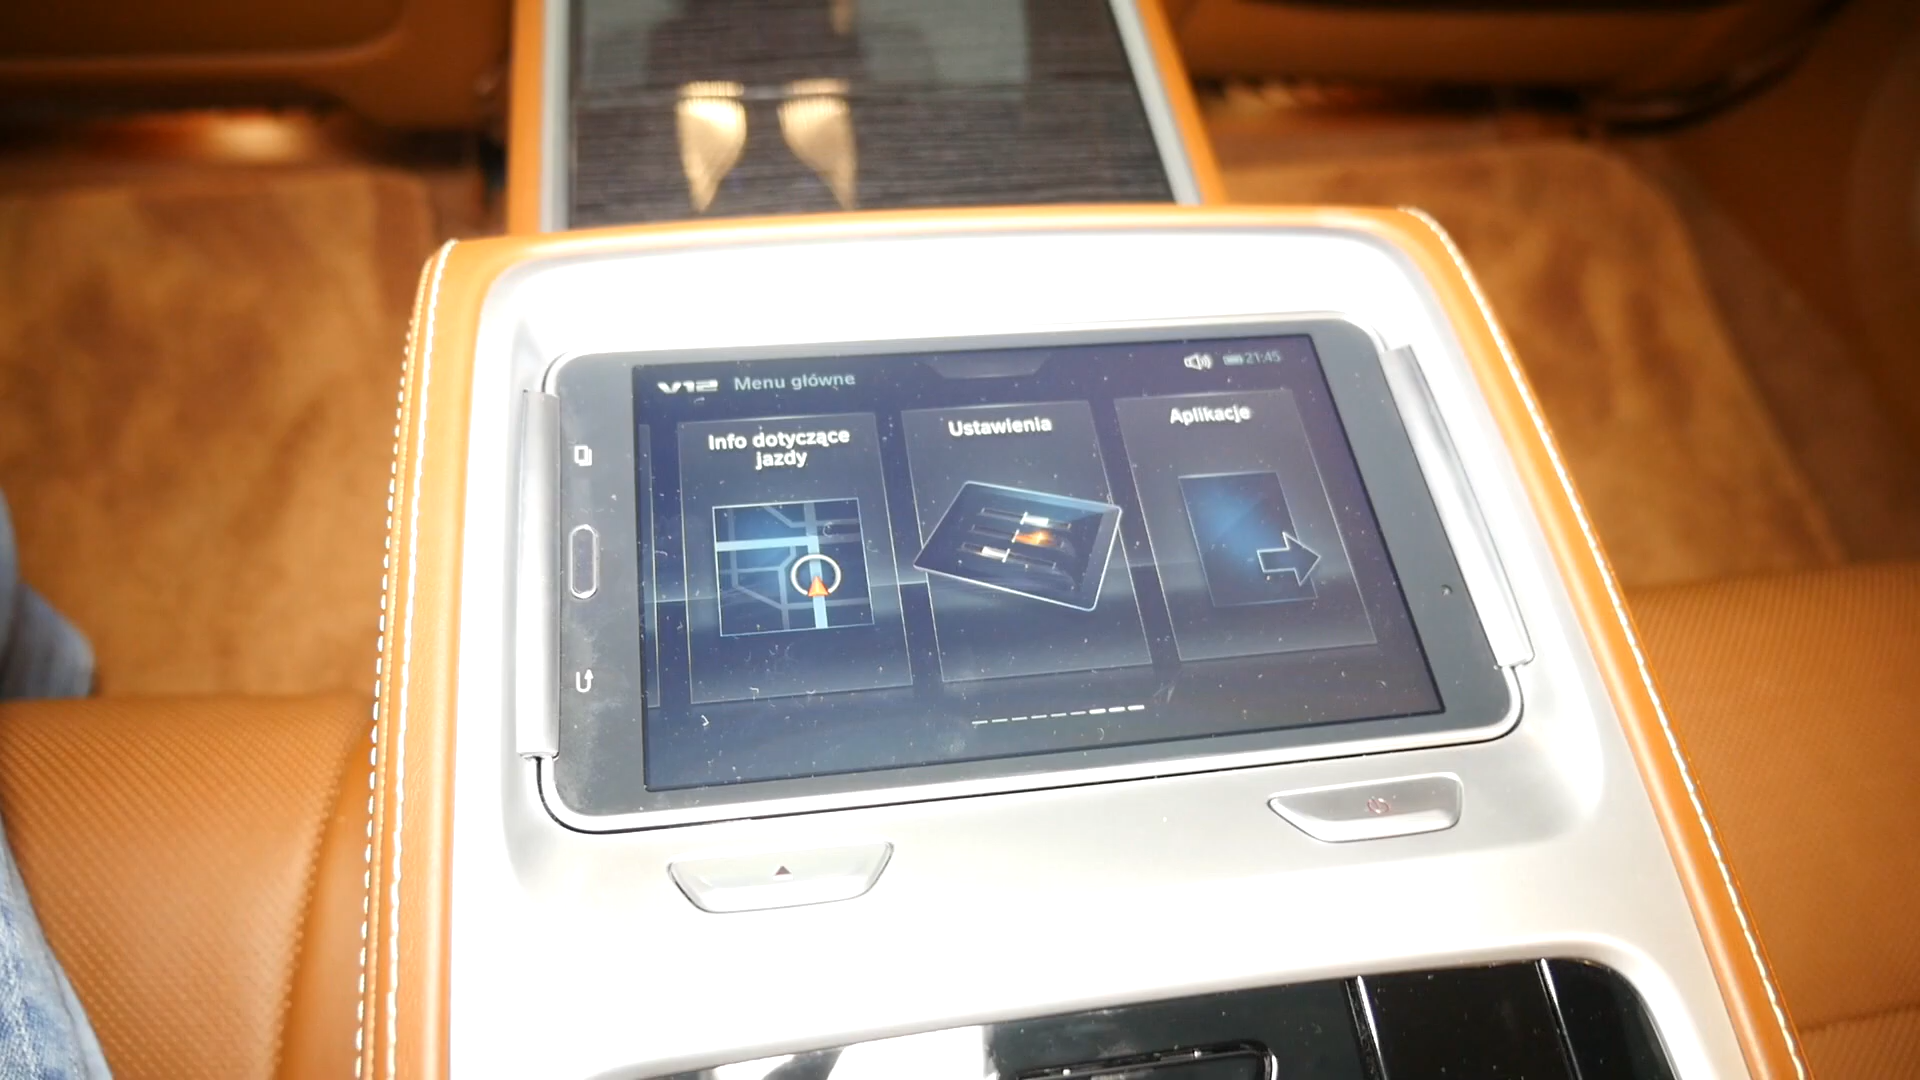 V12 Menu główne
21:45
Info dotyczące
jazdy
Ustawienia
Aplikacje